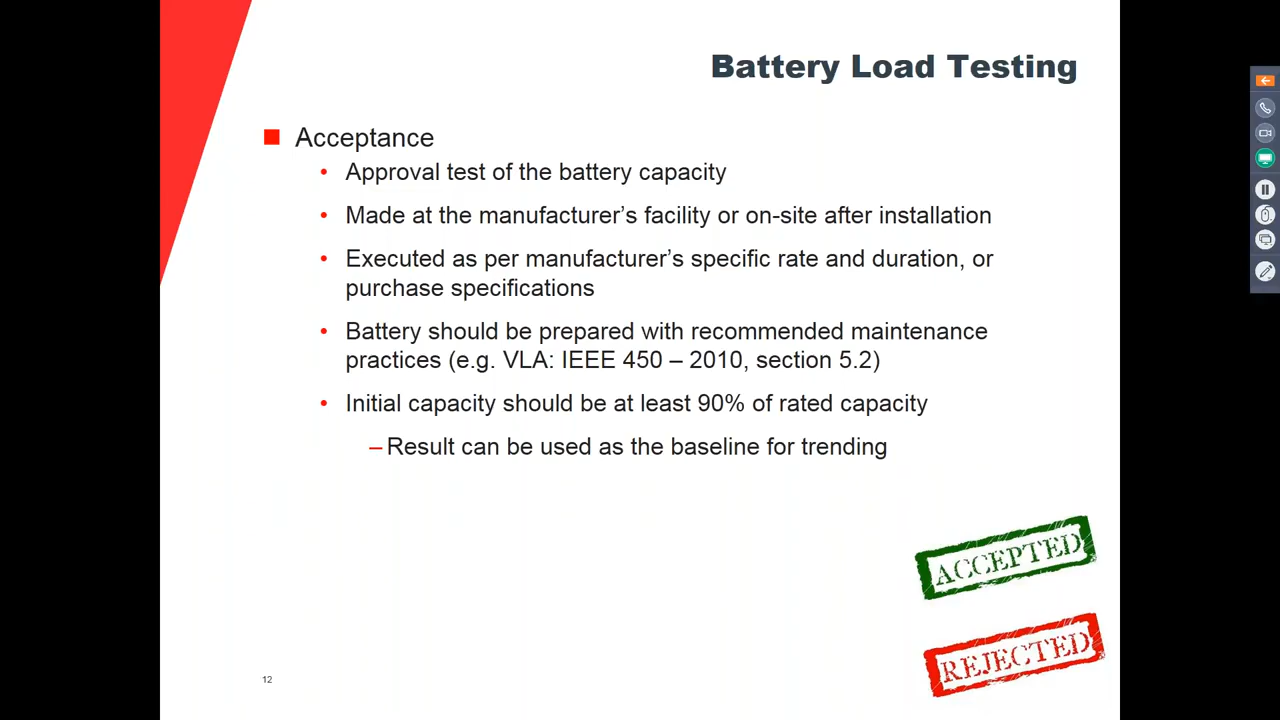 Battery Load Testing
Acceptance
• Approval test of the battery capacity
• Made at the manufacturer’s facility or on-site after installation
• Executed as per manufacturer’s specific rate and duration, or
purchase specifications
• Battery should be prepared with recommended maintenance
practices (e.g. VLA: IEEE 450 – 2010, section 5.2)
• Initial capacity should be at least 90% of rated capacity
– Result can be used as the baseline for trending
ACCEPTED
REJECTED
12